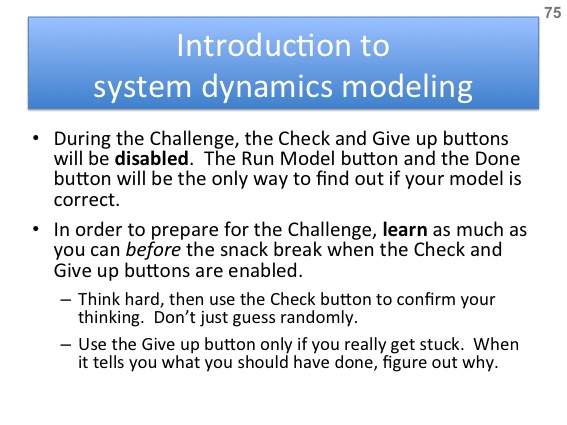 75
Introduction to
system dynamics modeling
• During the Challenge, the Check and Give up buttons
will be disabled.  The Run Model button and the Done
button will be the only way to find out if your model is
correct.
• In order to prepare for the Challenge, learn as much as
you can before the snack break when the Check and
Give up buttons are enabled.
– Think hard, then use the Check button to confirm your
thinking.  Don’t just guess randomly.
– Use the Give up button only if you really get stuck.  When
it tells you what you should have done, figure out why.